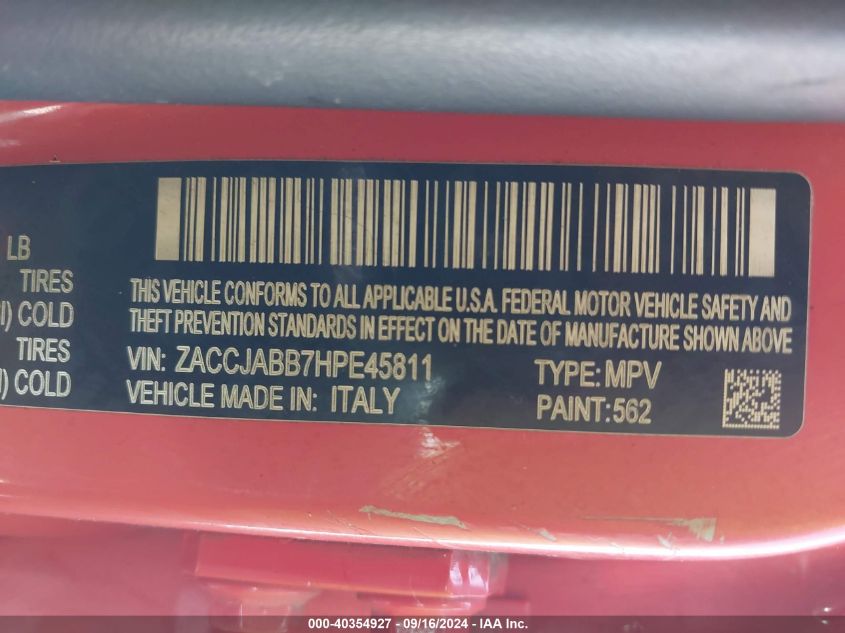 LB
TIRES
I) COLD
TIRES
I) COLD
THIS VEHICLE CONFORMS TO ALL APPLICABLE U.S.A. FEDERAL MOTOR VEHICLE SAFETY AND
THEFT PREVENTION STANDARDS IN EFFECT ON THE DATE OF MANUFACTURE SHOWN ABOVE
VIN: ZACCJABB7HPE45811 TYPE: MPV
VEHICLE MADE IN: ITALY PAINT: 562
000-40354927 - 09/16/2024 - IAA Inc.